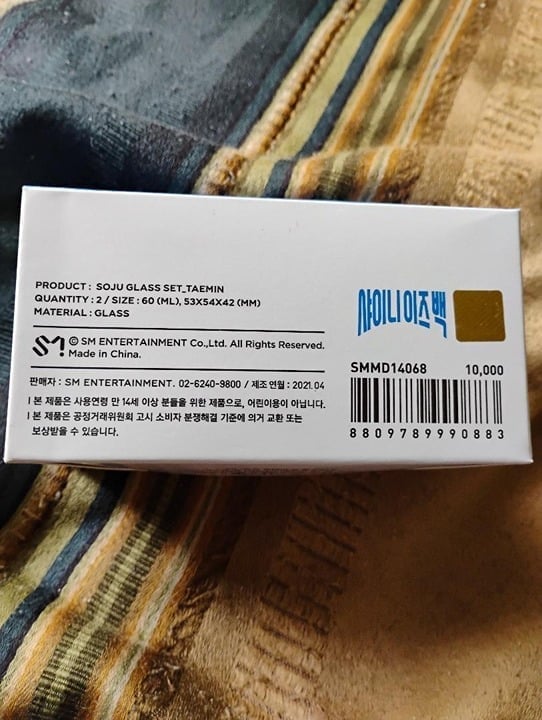 PRODUCT : SOJU GLASS SET_TAEMIN
QUANTITY : 2 / SIZE : 60 (ML), 53X54X42 (MM)
MATERIAL : GLASS
SM
© SM ENTERTAINMENT Co.,Ltd. All Rights Reserved.
Made in China.
판매자 : SM ENTERTAINMENT. 02-6240-9800 / 제조 연월 : 2021. 04
| 본 제품은 사용연령 만 14세 이상 분들을 위한 제품으로, 어린이용이 아닙니다.
| 본 제품은 공정거래위원회 고시 소비자 분쟁해결 기준에 의거 교환 또는
보상받을 수 있습니다.
샤이니 이즈 백
SMMD14068 10,000
8809789990883